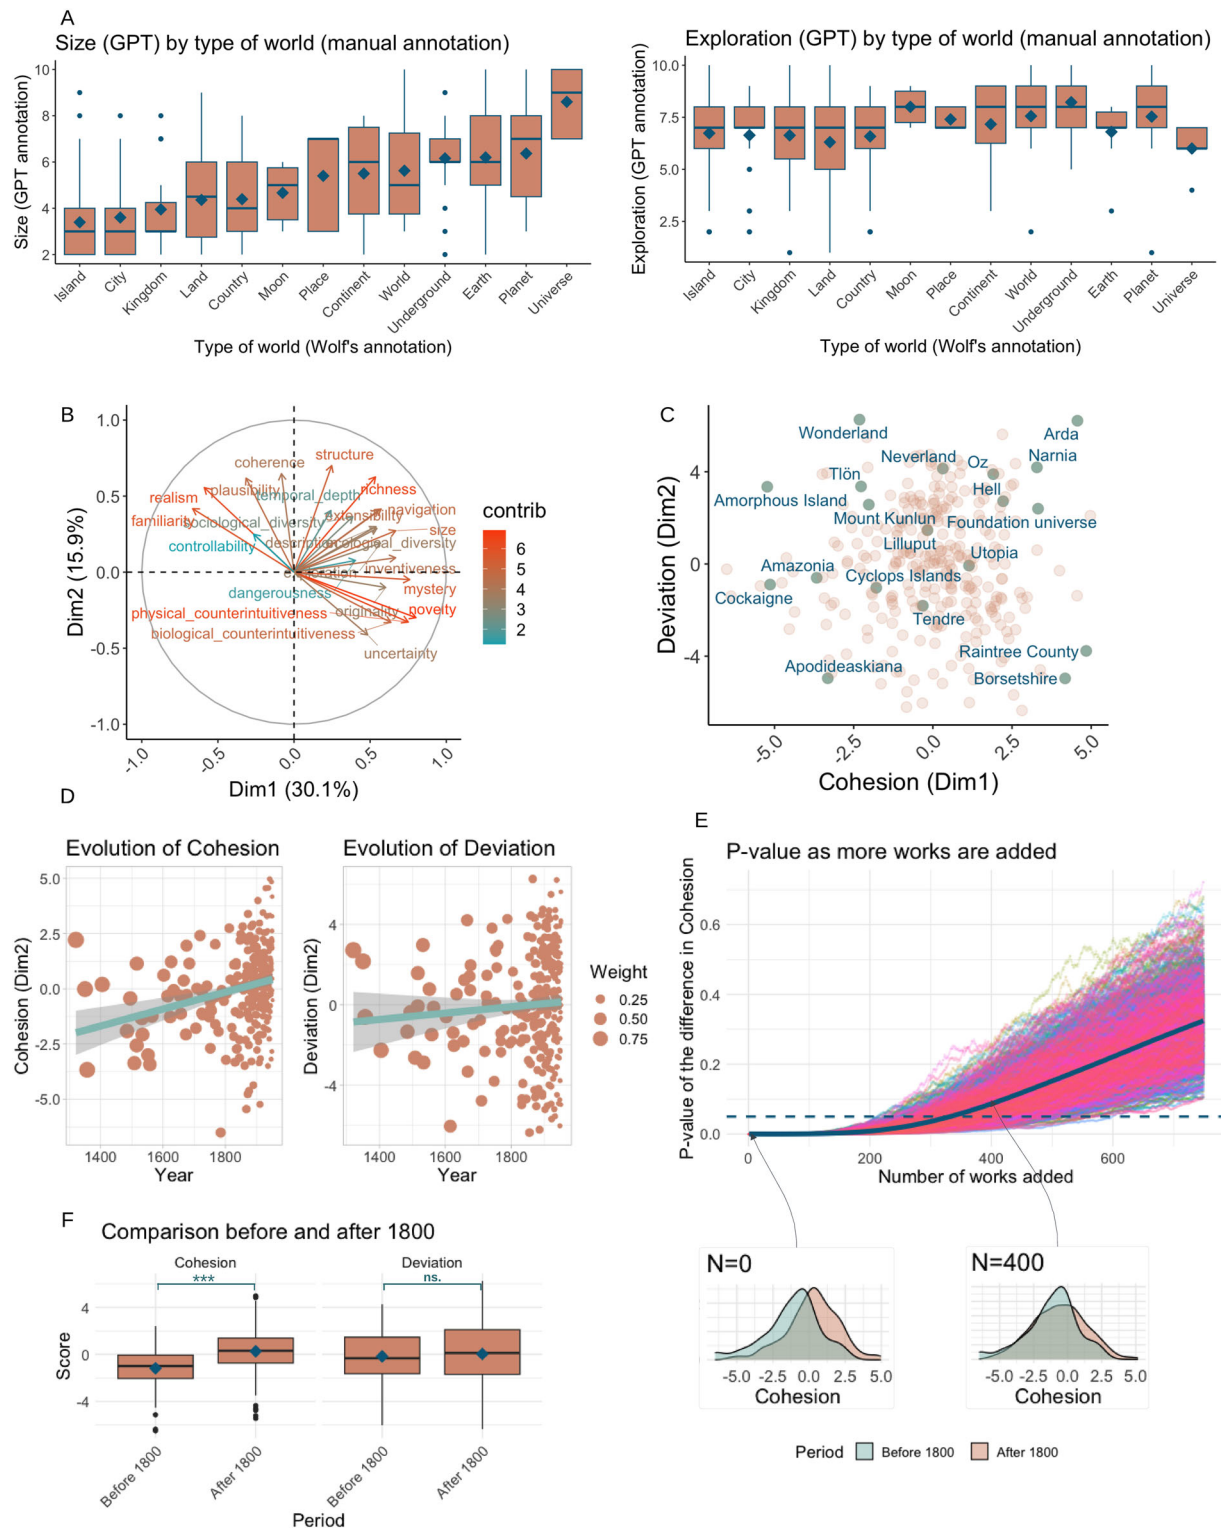 A
Size (GPT) by type of world (manual annotation)
Size (GPT annotation)
10
8
6
4
2
Island
City
Kingdom
Land
Country
Moon
Place
Continent
World
Underground
Earth
Planet
Universe
Type of world (Wolf's annotation)
Exploration (GPT) by type of world (manual annotation)
Exploration (GPT annotation)
10.0
7.5
5.0
2.5
Island
City
Kingdom
Land
Country
Moon
Place
Continent
World
Underground
Earth
Planet
Universe
Type of world (Wolf's annotation)
B
Dim2 (15.9%)
1.0
0.5
0.0
-0.5
-1.0
structure
coherence
plausibility
temporal_depth
richness
realism
familiarity
sociological_diversity
extensibility
navigation
size
controllability
description
ecological_diversity
exploration
inventiveness
dangerousness
mystery
physical_counterintuitiveness
originality
novelty
biological_counterintuitiveness
uncertainty
-1.0
-0.5
0.0
0.5
1.0
Dim1 (30.1%)
contrib
6
5
4
3
2
C
Deviation (Dim2)
4
0
-4
Wonderland
Arda
Neverland
Oz
Narnia
Tlön
Hell
Amorphous Island
Mount Kunlun
Foundation universe
Lilliput
Utopia
Amazonia
Cyclops Islands
Cockaigne
Tendre
Raintree County
Apodideaskiana
Borsetshire
-5.0
-2.5
0.0
2.5
5.0
Cohesion (Dim1)
D
Evolution of Cohesion
Cohesion (Dim2)
5.0
2.5
0.0
-2.5
-5.0
1400
1600
1800
Year
Evolution of Deviation
Deviation (Dim2)
4
0
-4
1400
1600
1800
Year
Weight
0.25
0.50
0.75
E
P-value as more works are added
P-value of the difference in Cohesion
0.6
0.4
0.2
0.0
0
200
400
600
Number of works added
N=0
-5.0
-2.5
0.0
2.5
5.0
Cohesion
N=400
-5.0
-2.5
0.0
2.5
5.0
Cohesion
Period
Before 1800
After 1800
F
Comparison before and after 1800
Cohesion
Deviation
***
ns.
Score
4
0
-4
Before 1800
After 1800
Before 1800
After 1800
Period